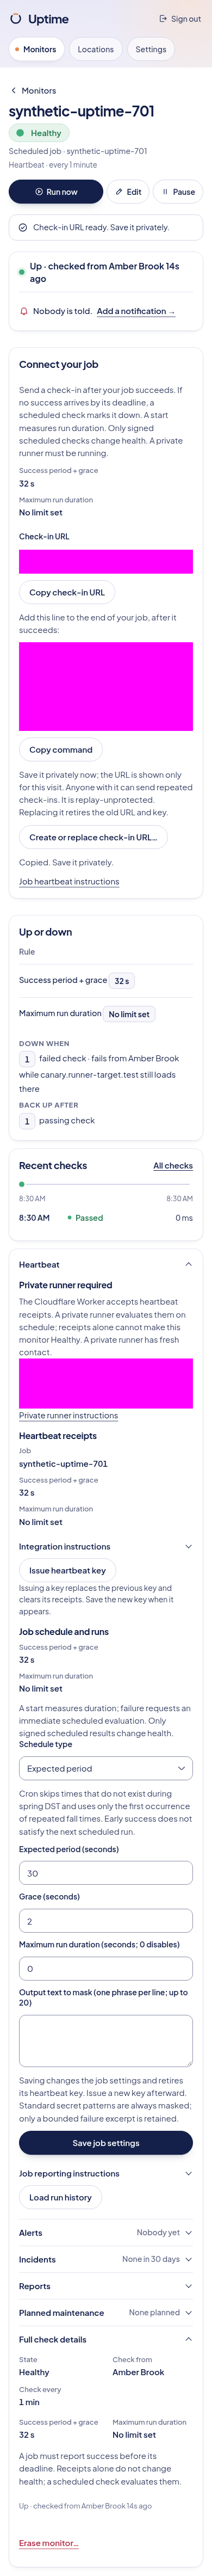 Uptime
Sign out
Monitors
Locations
Settings
Monitors
synthetic-uptime-701
Healthy
Scheduled job · synthetic-uptime-701
Heartbeat · every 1 minute
Run now
Edit
Pause
Check-in URL ready. Save it privately.
Up · checked from Amber Brook 14s
ago
Nobody is told. Add a notification →
Connect your job
Send a check-in after your job succeeds. If
no success arrives by its deadline, a
scheduled check marks it down. A start
measures run duration. Only signed
scheduled checks change health. A private
runner must be running.
Success period + grace
32 s
Maximum run duration
No limit set
Check-in URL
Copy check-in URL
Add this line to the end of your job, after it
succeeds:
Copy command
Save it privately now; the URL is shown only
for this visit. Anyone with it can send repeated
check-ins. It is replay-unprotected.
Replacing it retires the old URL and key.
Create or replace check-in URL…
Copied. Save it privately.
Job heartbeat instructions
Up or down
Rule
Success period + grace 32 s
Maximum run duration No limit set
DOWN WHEN
1 failed check · fails from Amber Brook
while canary.runner-target.test still loads
there
BACK UP AFTER
1 passing check
Recent checks
All checks
8:30 AM
8:30 AM
8:30 AM
Passed
0 ms
Heartbeat
Private runner required
The Cloudflare Worker accepts heartbeat
receipts. A private runner evaluates them on
schedule; receipts alone cannot make this
monitor Healthy. A private runner has fresh
contact.
Private runner instructions
Heartbeat receipts
Job
synthetic-uptime-701
Success period + grace
32 s
Maximum run duration
No limit set
Integration instructions
Issue heartbeat key
Issuing a key replaces the previous key and
clears its receipts. Save the new key when it
appears.
Job schedule and runs
Success period + grace
32 s
Maximum run duration
No limit set
A start measures duration; failure requests an
immediate scheduled evaluation. Only
signed scheduled results change health.
Schedule type
Expected period
Cron skips times that do not exist during
spring DST and uses only the first occurrence
of repeated fall times. Early success does not
satisfy the next scheduled run.
Expected period (seconds)
30
Grace (seconds)
2
Maximum run duration (seconds; 0 disables)
0
Output text to mask (one phrase per line; up to
20)
Saving changes the job settings and retires
its heartbeat key. Issue a new key afterward.
Standard secret patterns are always masked;
only a bounded failure excerpt is retained.
Save job settings
Job reporting instructions
Load run history
Alerts
Nobody yet
Incidents
None in 30 days
Reports
Planned maintenance
None planned
Full check details
State
Healthy
Check from
Amber Brook
Check every
1 min
Success period + grace
32 s
Maximum run duration
No limit set
A job must report success before its
deadline. Receipts alone do not change
health; a scheduled check evaluates them.
Up · checked from Amber Brook 14s ago
Erase monitor…